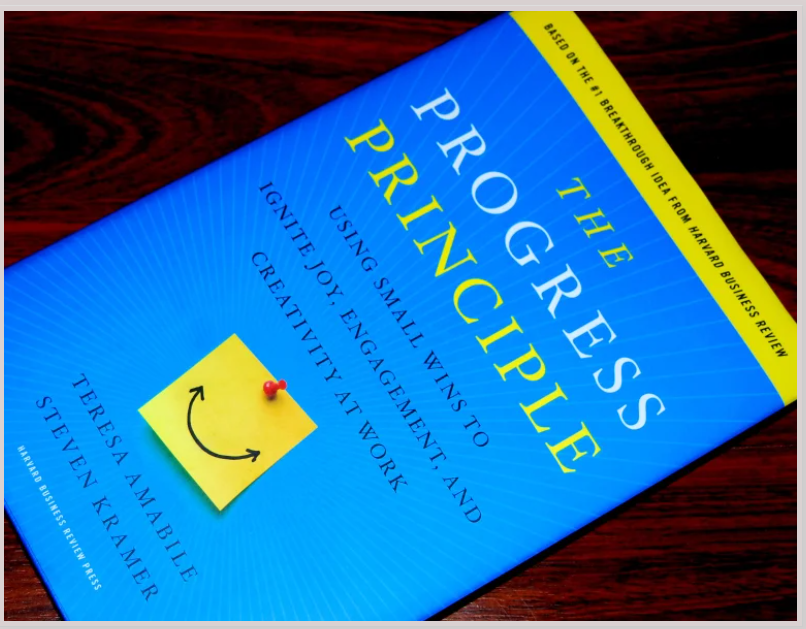 BASED ON THE #1 BREAKTHROUGH IDEA FROM HARVARD BUSINESS REVIEW
THE
PROGRESS
PRINCIPLE
USING SMALL WINS TO
IGNITE JOY, ENGAGEMENT, AND
CREATIVITY AT WORK
TERESA AMABILE
STEVEN KRAMER
HARVARD BUSINESS REVIEW PRESS